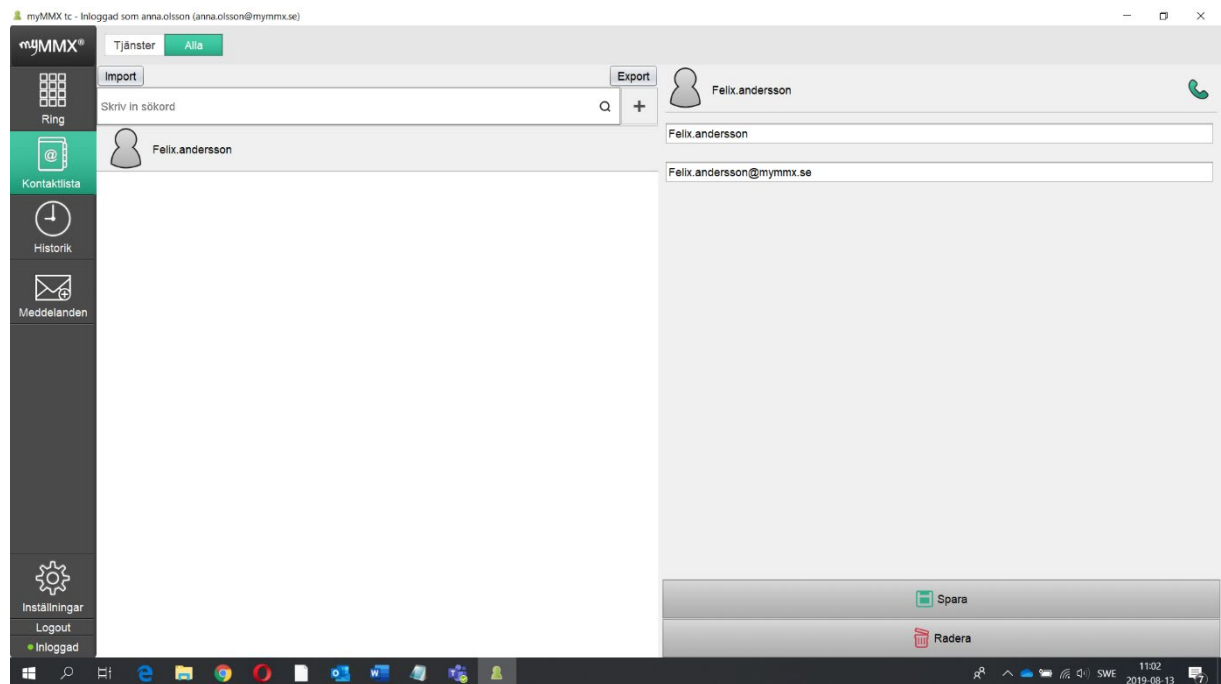 myMMX tc - Inloggad som anna.olsson (anna.olsson@mymmx.se)
myMMX®
Tjänster
Alla
Ring
Kontaktlista
Historik
Meddelanden
Inställningar
Logout
Inloggad
Import
Export
Skriv in sökord
Felix.andersson
Felix.andersson
Felix.andersson
Felix.andersson@mymmx.se
Spara
Radera
SWE
11:02
2019-08-13
7